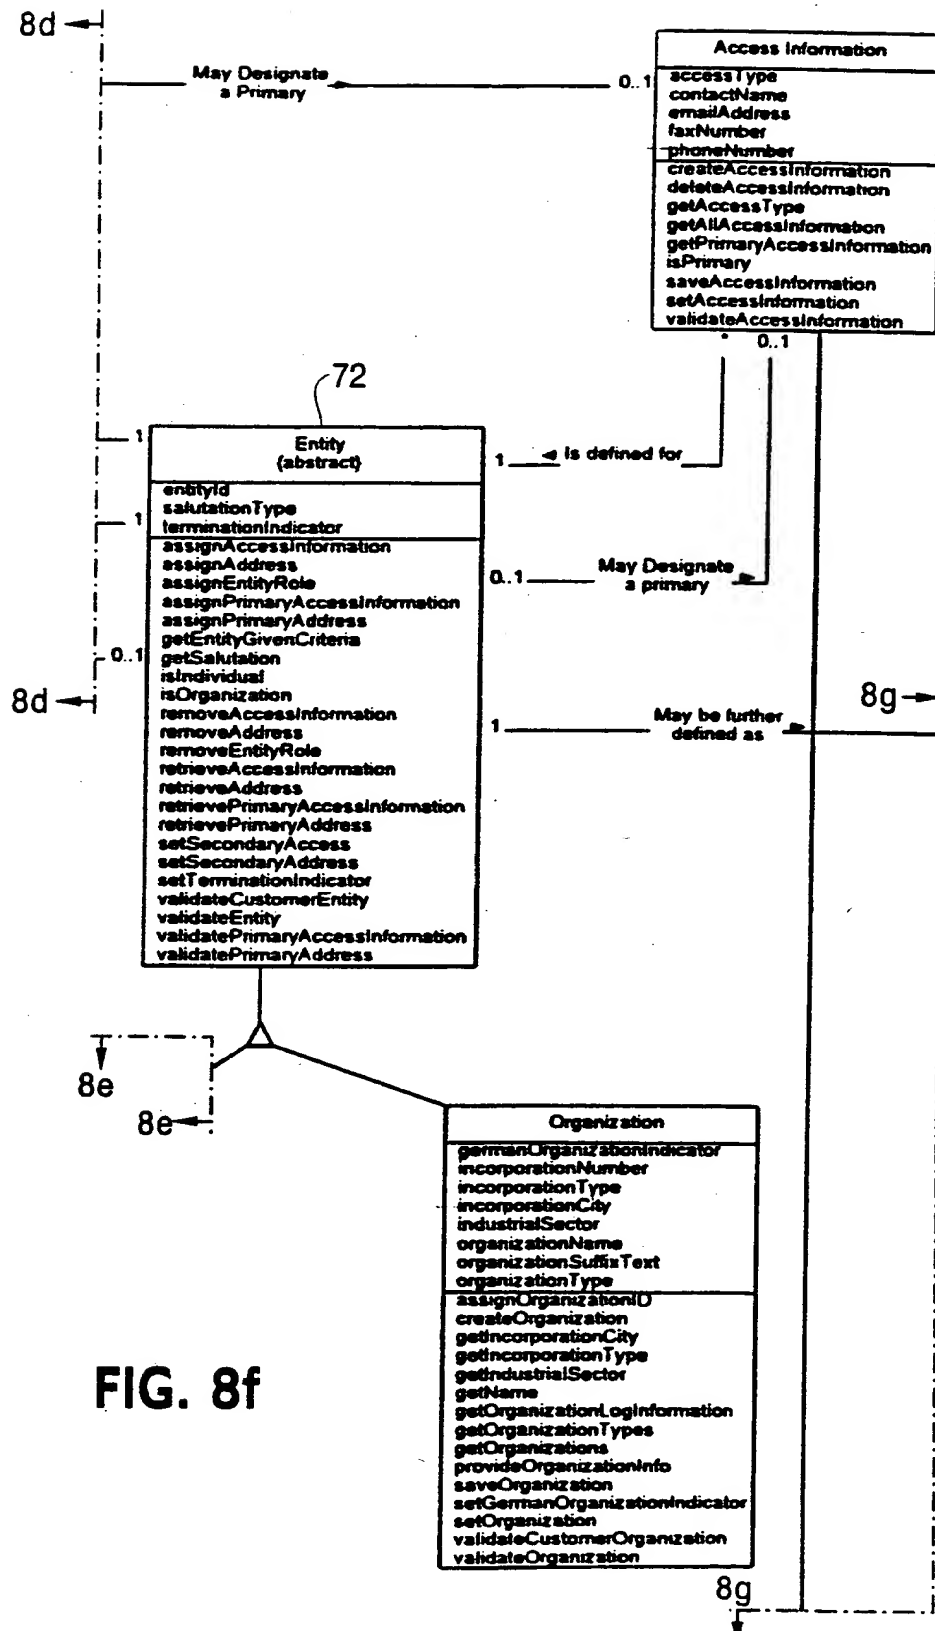 8d
May Designate
a Primary
0..1
Access Information
accessType
contactName
emailAddress
faxNumber
phoneNumber
createAccessInformation
deleteAccessInformation
getAccessType
getAllAccessInformation
getPrimaryAccessInformation
isPrimary
saveAccessInformation
setAccessInformation
validateAccessInformation
*
0..1
72
1
1
0..1
8d
Entity
{abstract}
entityId
salutationType
terminationIndicator
assignAccessInformation
assignAddress
assignEntityRole
assignPrimaryAccessInformation
assignPrimaryAddress
getEntityGivenCriteria
getSalutation
isIndividual
isOrganization
removeAccessInformation
removeAddress
removeEntityRole
retrieveAccessInformation
retrieveAddress
retrievePrimaryAccessInformation
retrievePrimaryAddress
setSecondaryAccess
setSecondaryAddress
setTerminationIndicator
validateCustomerEntity
validateEntity
validatePrimaryAccessInformation
validatePrimaryAddress
1
Is defined for
0..1
May Designate
a primary
1
May be further
defined as
8g
8e
8e
Organization
germanOrganizationIndicator
incorporationNumber
incorporationType
incorporationCity
industrialSector
organizationName
organizationSuffixText
organizationType
assignOrganizationID
createOrganization
getIncorporationCity
getIncorporationType
getIndustrialSector
getName
getOrganizationLogInformation
getOrganizationTypes
getOrganizations
provideOrganizationInfo
saveOrganization
setGermanOrganizationIndicator
setOrganization
validateCustomerOrganization
validateOrganization
FIG. 8f
8g